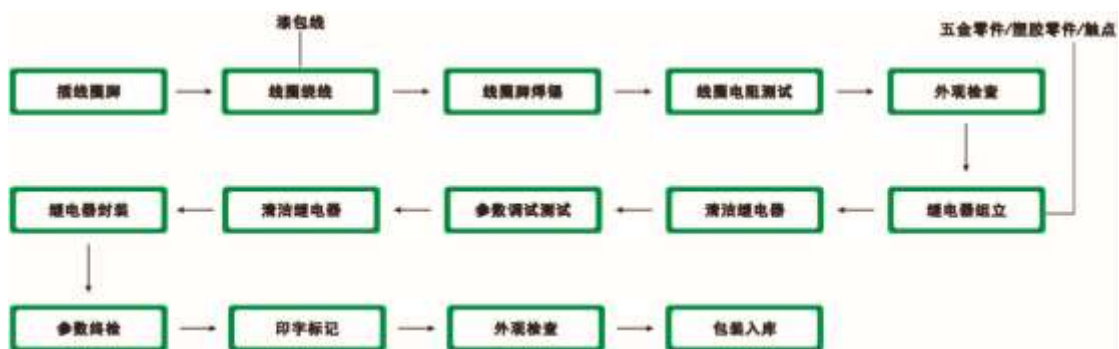 漆包线
五金零件/塑胶零件/触点
插线圈脚
线圈绕线
线圈脚焊锡
线圈电阻测试
外观检查
继电器封装
清洁继电器
参数调试测试
清洁继电器
继电器组立
参数终检
印字标记
外观检查
包装入库